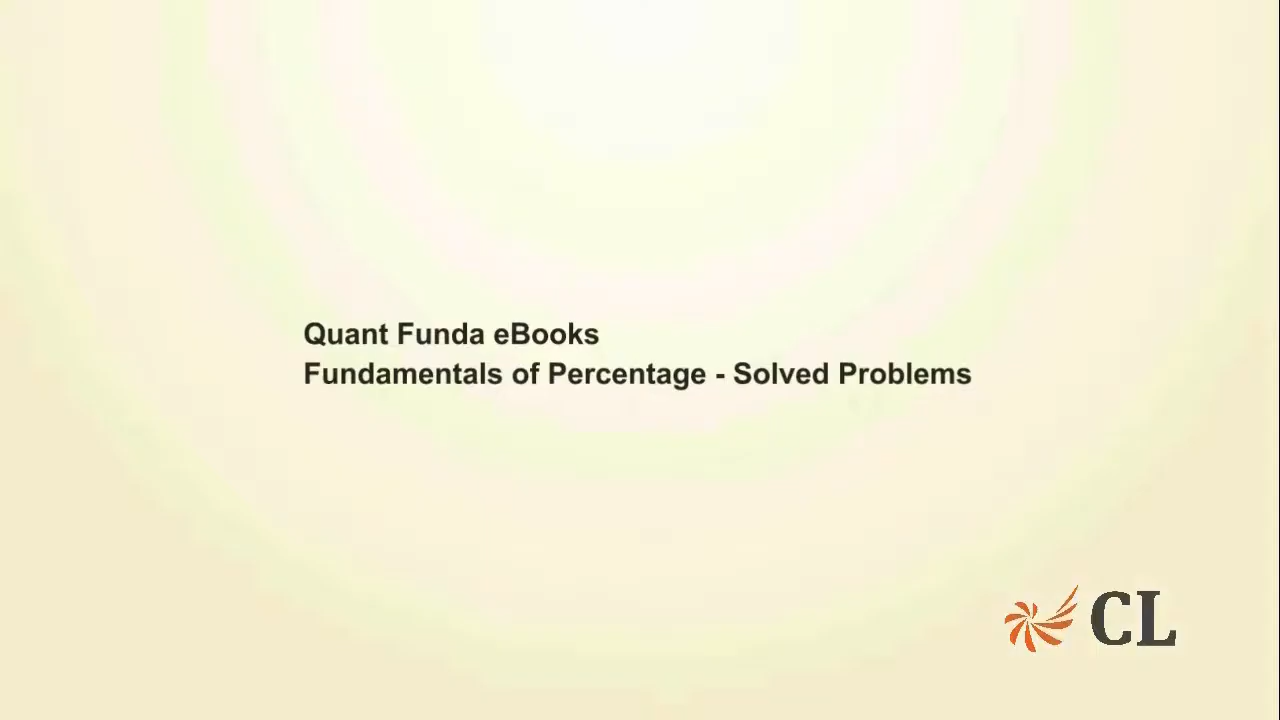 Quant Funda eBooks
Fundamentals of Percentage - Solved Problems
CL